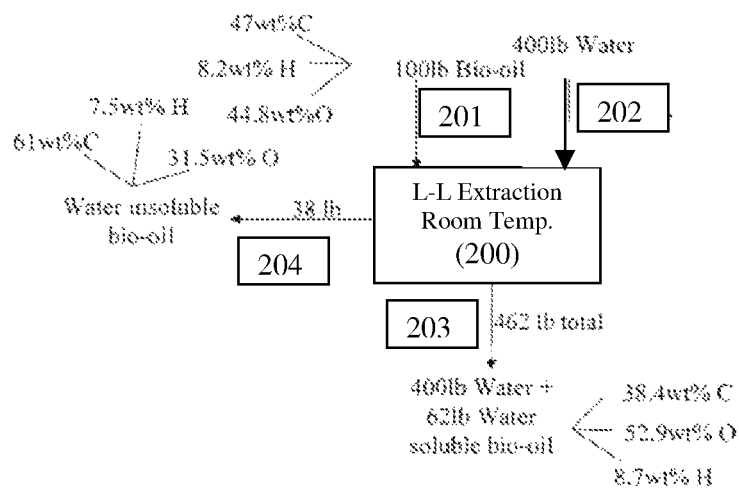 47wt%C
8.2wt% H
44.8wt%O
400lb Water
100lb Bio-oil
201
202
7.5wt% H
61wt%C
31.5wt% O
Water insoluble
bio-oil
38 lb
204
L-L Extraction
Room Temp.
(200)
203
462 lb total
400lb Water +
62lb Water
soluble bio-oil
38.4wt% C
52.9wt% O
8.7wt% H